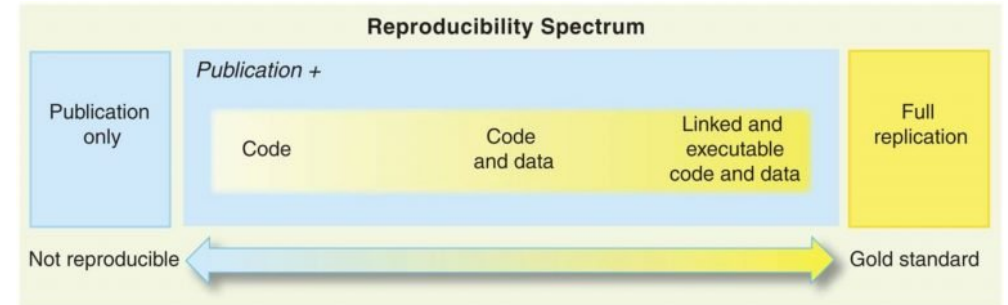 Reproducibility Spectrum
Publication
only
Publication +
Code
Code
and data
Linked and
executable
code and data
Full
replication
Not reproducible
Gold standard